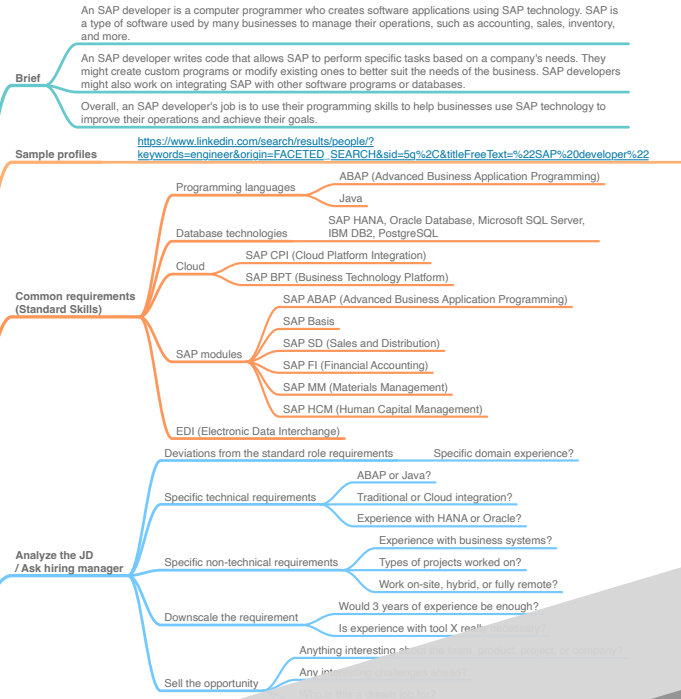 An SAP developer is a computer programmer who creates software applications using SAP technology. SAP is
a type of software used by many businesses to manage their operations, such as accounting, sales, inventory,
and more.
Brief
An SAP developer writes code that allows SAP to perform specific tasks based on a company's needs. They
might create custom programs or modify existing ones to better suit the needs of the business. SAP developers
might also work on integrating SAP with other software programs or databases.
Overall, an SAP developer's job is to use their programming skills to help businesses use SAP technology to
improve their operations and achieve their goals.
Sample profiles
https://www.linkedin.com/search/results/people/?
keywords=engineer&origin=FACETED_SEARCH&sid=5g%2C&titleFreeText=%22SAP%20developer%22
Common requirements
(Standard Skills)
Programming languages
ABAP (Advanced Business Application Programming)
Java
Database technologies
SAP HANA, Oracle Database, Microsoft SQL Server,
IBM DB2, PostgreSQL
Cloud
SAP CPI (Cloud Platform Integration)
SAP BPT (Business Technology Platform)
SAP modules
SAP ABAP (Advanced Business Application Programming)
SAP Basis
SAP SD (Sales and Distribution)
SAP FI (Financial Accounting)
SAP MM (Materials Management)
SAP HCM (Human Capital Management)
EDI (Electronic Data Interchange)
Analyze the JD
/ Ask hiring manager
Deviations from the standard role requirements
Specific domain experience?
Specific technical requirements
ABAP or Java?
Traditional or Cloud integration?
Experience with HANA or Oracle?
Specific non-technical requirements
Experience with business systems?
Types of projects worked on?
Work on-site, hybrid, or fully remote?
Downscale the requirement
Would 3 years of experience be enough?
Is experience with tool X really necessary?
Sell the opportunity
Anything interesting about the team, product, project, or company?
Any